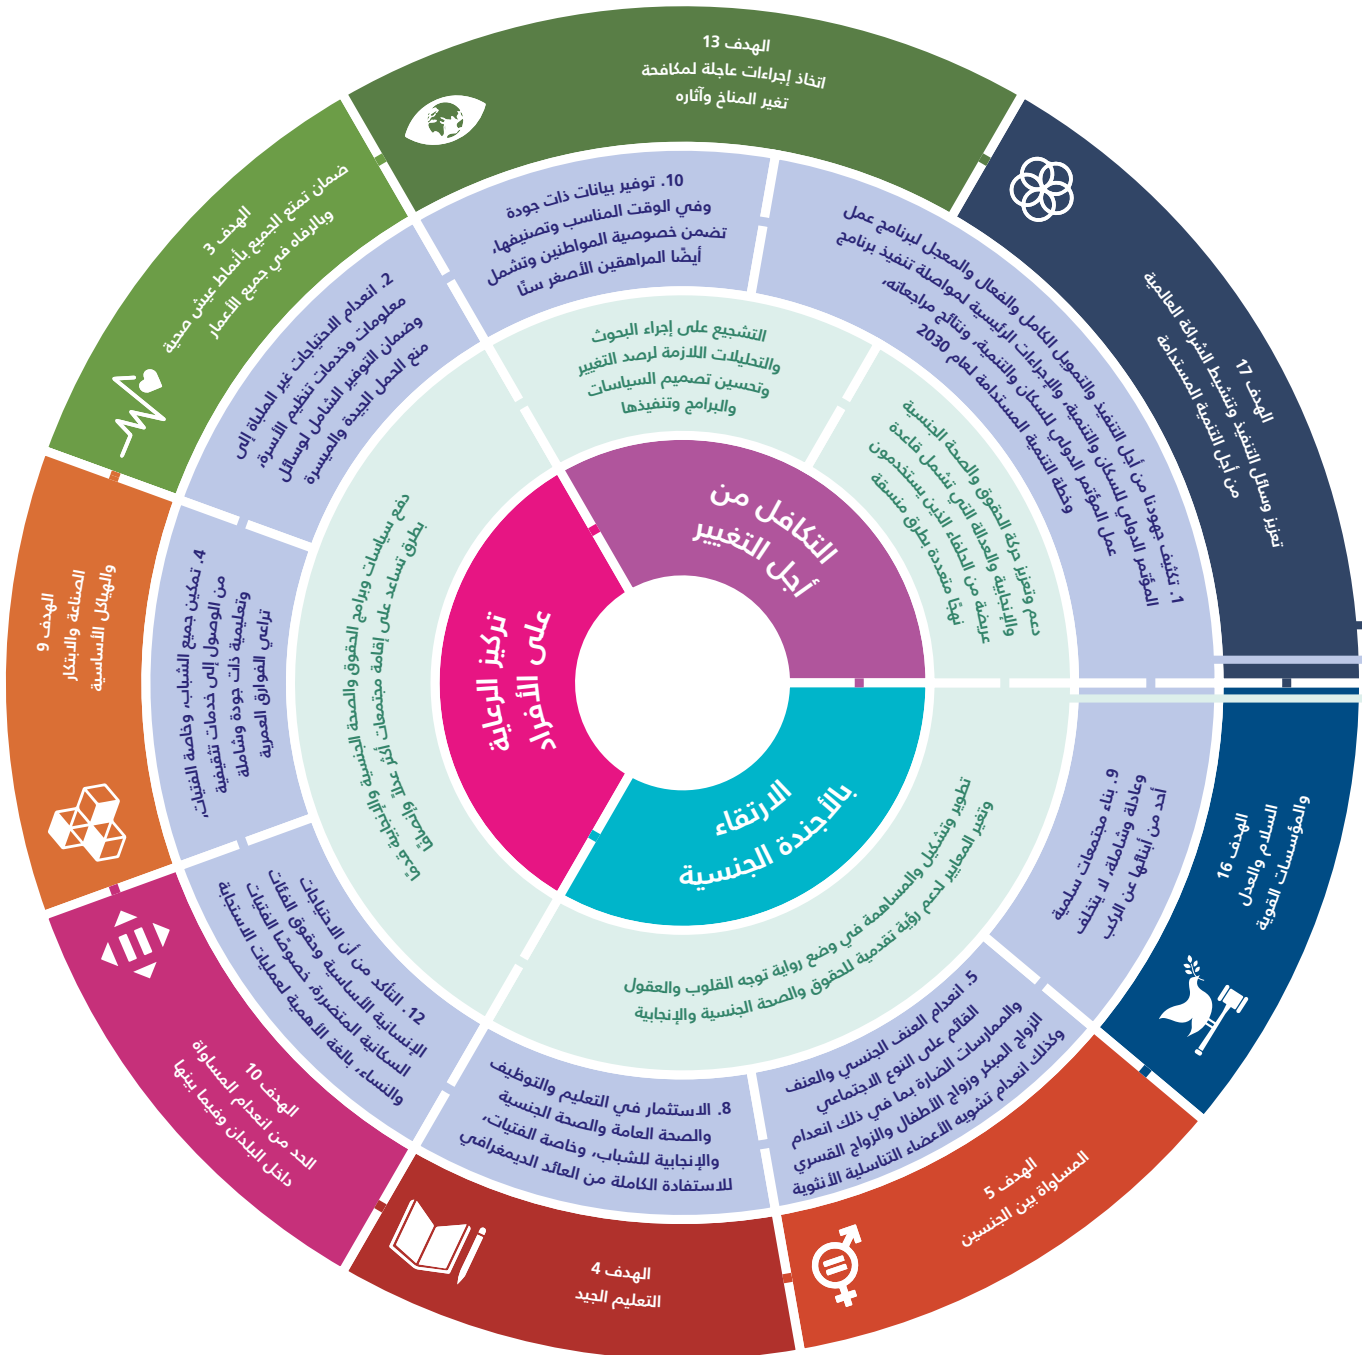 الهدف 13
اتخاذ إجراءات عاجلة لمكافحة
تغير المناخ وآثاره
الهدف 17
تعزيز وسائل التنفيذ وتنشيط الشراكة العالمية
من أجل التنمية المستدامة
الهدف 16
السلام والعدل
والمؤسسات القوية
الهدف 5
المساواة بين الجنسين
الهدف 4
التعليم الجيد
الهدف 10
الحد من انعدام المساواة
داخل البلدان وفيما بينها
الهدف 9
الصناعة والابتكار
والهياكل الأساسية
الهدف 3
ضمان تمتع الجميع بأنماط عيش صحية
وبالرفاه في جميع الأعمار
10. توفير بيانات ذات جودة
وفي الوقت المناسب وتصنيفها،
تضمن خصوصية المواطنين وتشمل
أيضًا المراهقين الأصغر سنًا
1. تكثيف جهودنا من أجل التنفيذ والتمويل الكامل والفعال والمعجل لبرنامج عمل
المؤتمر الدولي للسكان والتنمية، والإجراءات الرئيسية لمواصلة تنفيذ برنامج
عمل المؤتمر الدولي للسكان والتنمية، ونتائج مراجعاته،
وخطة التنمية المستدامة لعام 2030
9. بناء مجتمعات سلمية
وعادلة وشاملة، لا يتخلف
أحد من أبنائها عن الركب
5. انعدام العنف الجنسي والعنف
القائم على النوع الاجتماعي
والممارسات الضارة بما في ذلك انعدام
الزواج المبكر وزواج الأطفال والزواج القسري
وكذلك انعدام تشويه الأعضاء التناسلية الأنثوية
8. الاستثمار في التعليم والتوظيف
والصحة العامة والصحة الجنسية
والإنجابية للشباب، وخاصة الفتيات،
للاستفادة الكاملة من العائد الديمغرافي
12. التأكد من أن الاحتياجات
الإنسانية الأساسية وحقوق الفئات
السكانية المتضررة، خصوصًا الفتيات
والنساء، بالغة الأهمية لعمليات الاستجابة
4. تمكين جميع الشباب، وخاصة الفتيات،
من الوصول إلى خدمات تثقيفية
وتعليمية ذات جودة وشاملة
تراعي الفوارق العمرية
2. انعدام الاحتياجات غير الملباة إلى
معلومات وخدمات تنظيم الأسرة،
وضمان التوفير الشامل لوسائل
منع الحمل الجيدة والميسرة
التشجيع على إجراء البحوث
والتحليلات اللازمة لرصد التغيير
وتحسين تصميم السياسات
والبرامج وتنفيذها
دعم وتعزيز حركة الحقوق والصحة الجنسية
والإنجابية والعدالة التي تشمل قاعدة
عريضة من الحلفاء الذين يستخدمون
نهجًا متعددة بطرق منسقة
تطوير وتشكيل والمساهمة في وضع رواية توجه القلوب والعقول
وتغير المعايير لدعم رؤية تقدمية للحقوق والصحة الجنسية والإنجابية
دفع سياسات وبرامج الحقوق والصحة الجنسية والإنجابية قدمًا
بطرق تساعد على إقامة مجتمعات أكثر عدلًا وإنصافًا
التكافل من
أجل التغيير
الارتقاء
بالأجندة الجنسية
تركيز الرعاية
على الأفراد